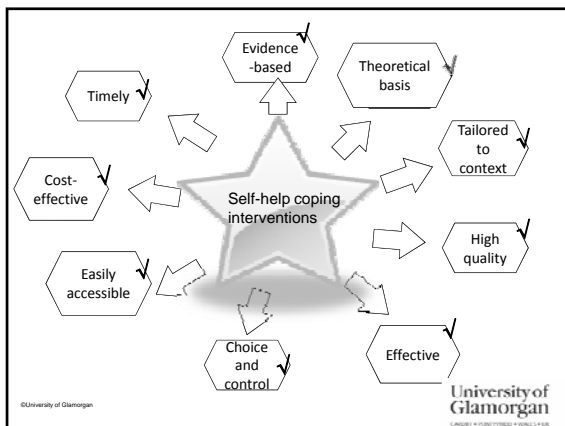 Evidence
-based
Theoretical
basis
Timely
Tailored
to
context
Cost-
effective
Self-help coping
interventions
High
quality
Easily
accessible
Choice
and
control
Effective
©University of Glamorgan
University of
Glamorgan